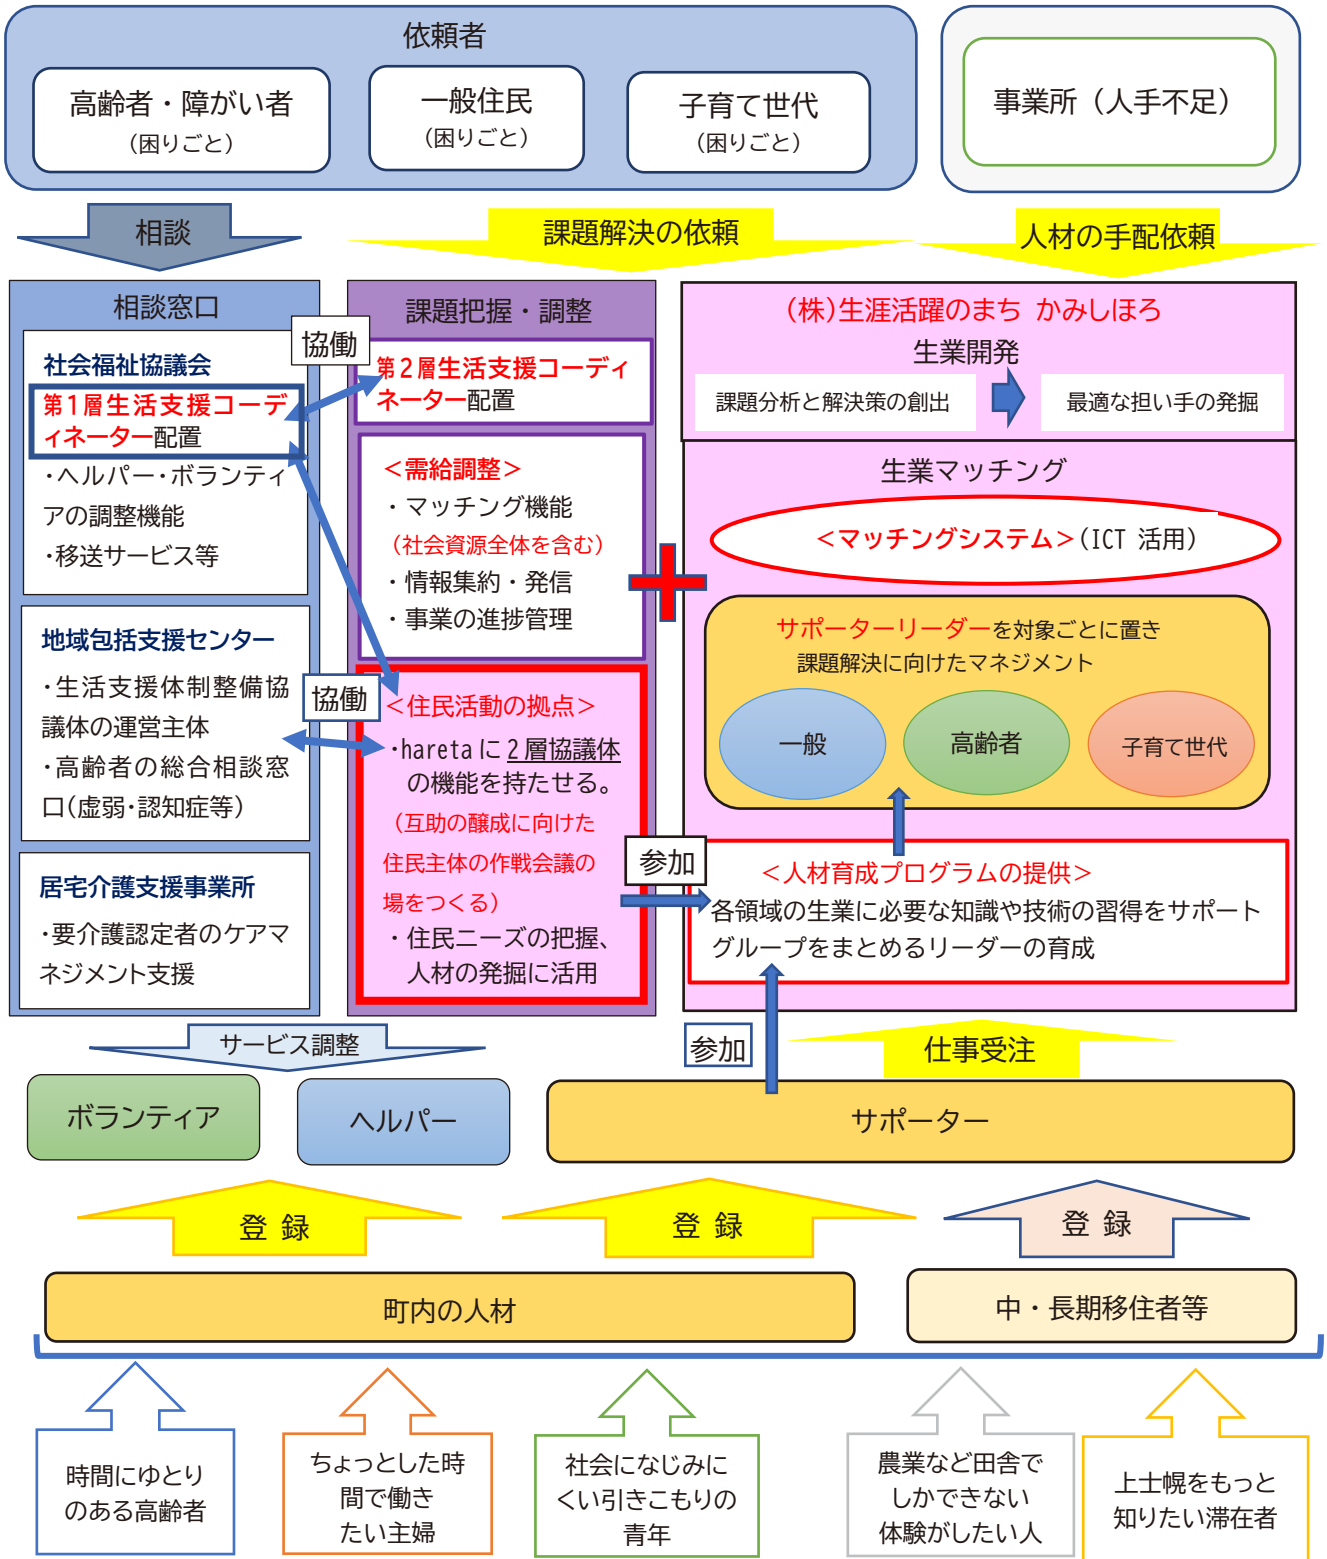 依頼者
高齢者・障がい者
（困りごと）
一般住民
（困りごと）
子育て世代
（困りごと）
事業所（人手不足）
相談
課題解決の依頼
人材の手配依頼
相談窓口
社会福祉協議会
第１層生活支援コーデ
ィネーター配置
・ヘルパー・ボランティ
アの調整機能
・移送サービス等
地域包括支援センター
・生活支援体制整備協
議体の運営主体
・高齢者の総合相談窓
口（虚弱・認知症等）
居宅介護支援事業所
・要介護認定者のケアマ
ネジメント支援
協働
協働
課題把握・調整
第２層生活支援コーディ
ネーター配置
＜需給調整＞
・マッチング機能
（社会資源全体を含む）
・情報集約・発信
・事業の進捗管理
＜住民活動の拠点＞
・hareta に ２層協議体
の機能を持たせる。
（互助の醸成に向けた
住民主体の作戦会議の
場をつくる）
・住民ニーズの把握、
人材の発掘に活用
（株）生涯活躍のまち かみしほろ
生業開発
課題分析と解決策の創出
最適な担い手の発掘
生業マッチング
＜マッチングシステム＞（ICT 活用）
サポーターリーダーを対象ごとに置き
課題解決に向けたマネジメント
一般
高齢者
子育て世代
参加
＜人材育成プログラムの提供＞
各領域の生業に必要な知識や技術の習得をサポート
グループをまとめるリーダーの育成
サービス調整
参加
仕事受注
ボランティア
ヘルパー
サポーター
登 録
登 録
登 録
町内の人材
中・長期移住者等
時間にゆとり
のある高齢者
ちょっとした時
間で働き
たい主婦
社会になじみに
くい引きこもりの
青年
農業など田舎で
しかできない
体験がしたい人
上士幌をもっと
知りたい滞在者